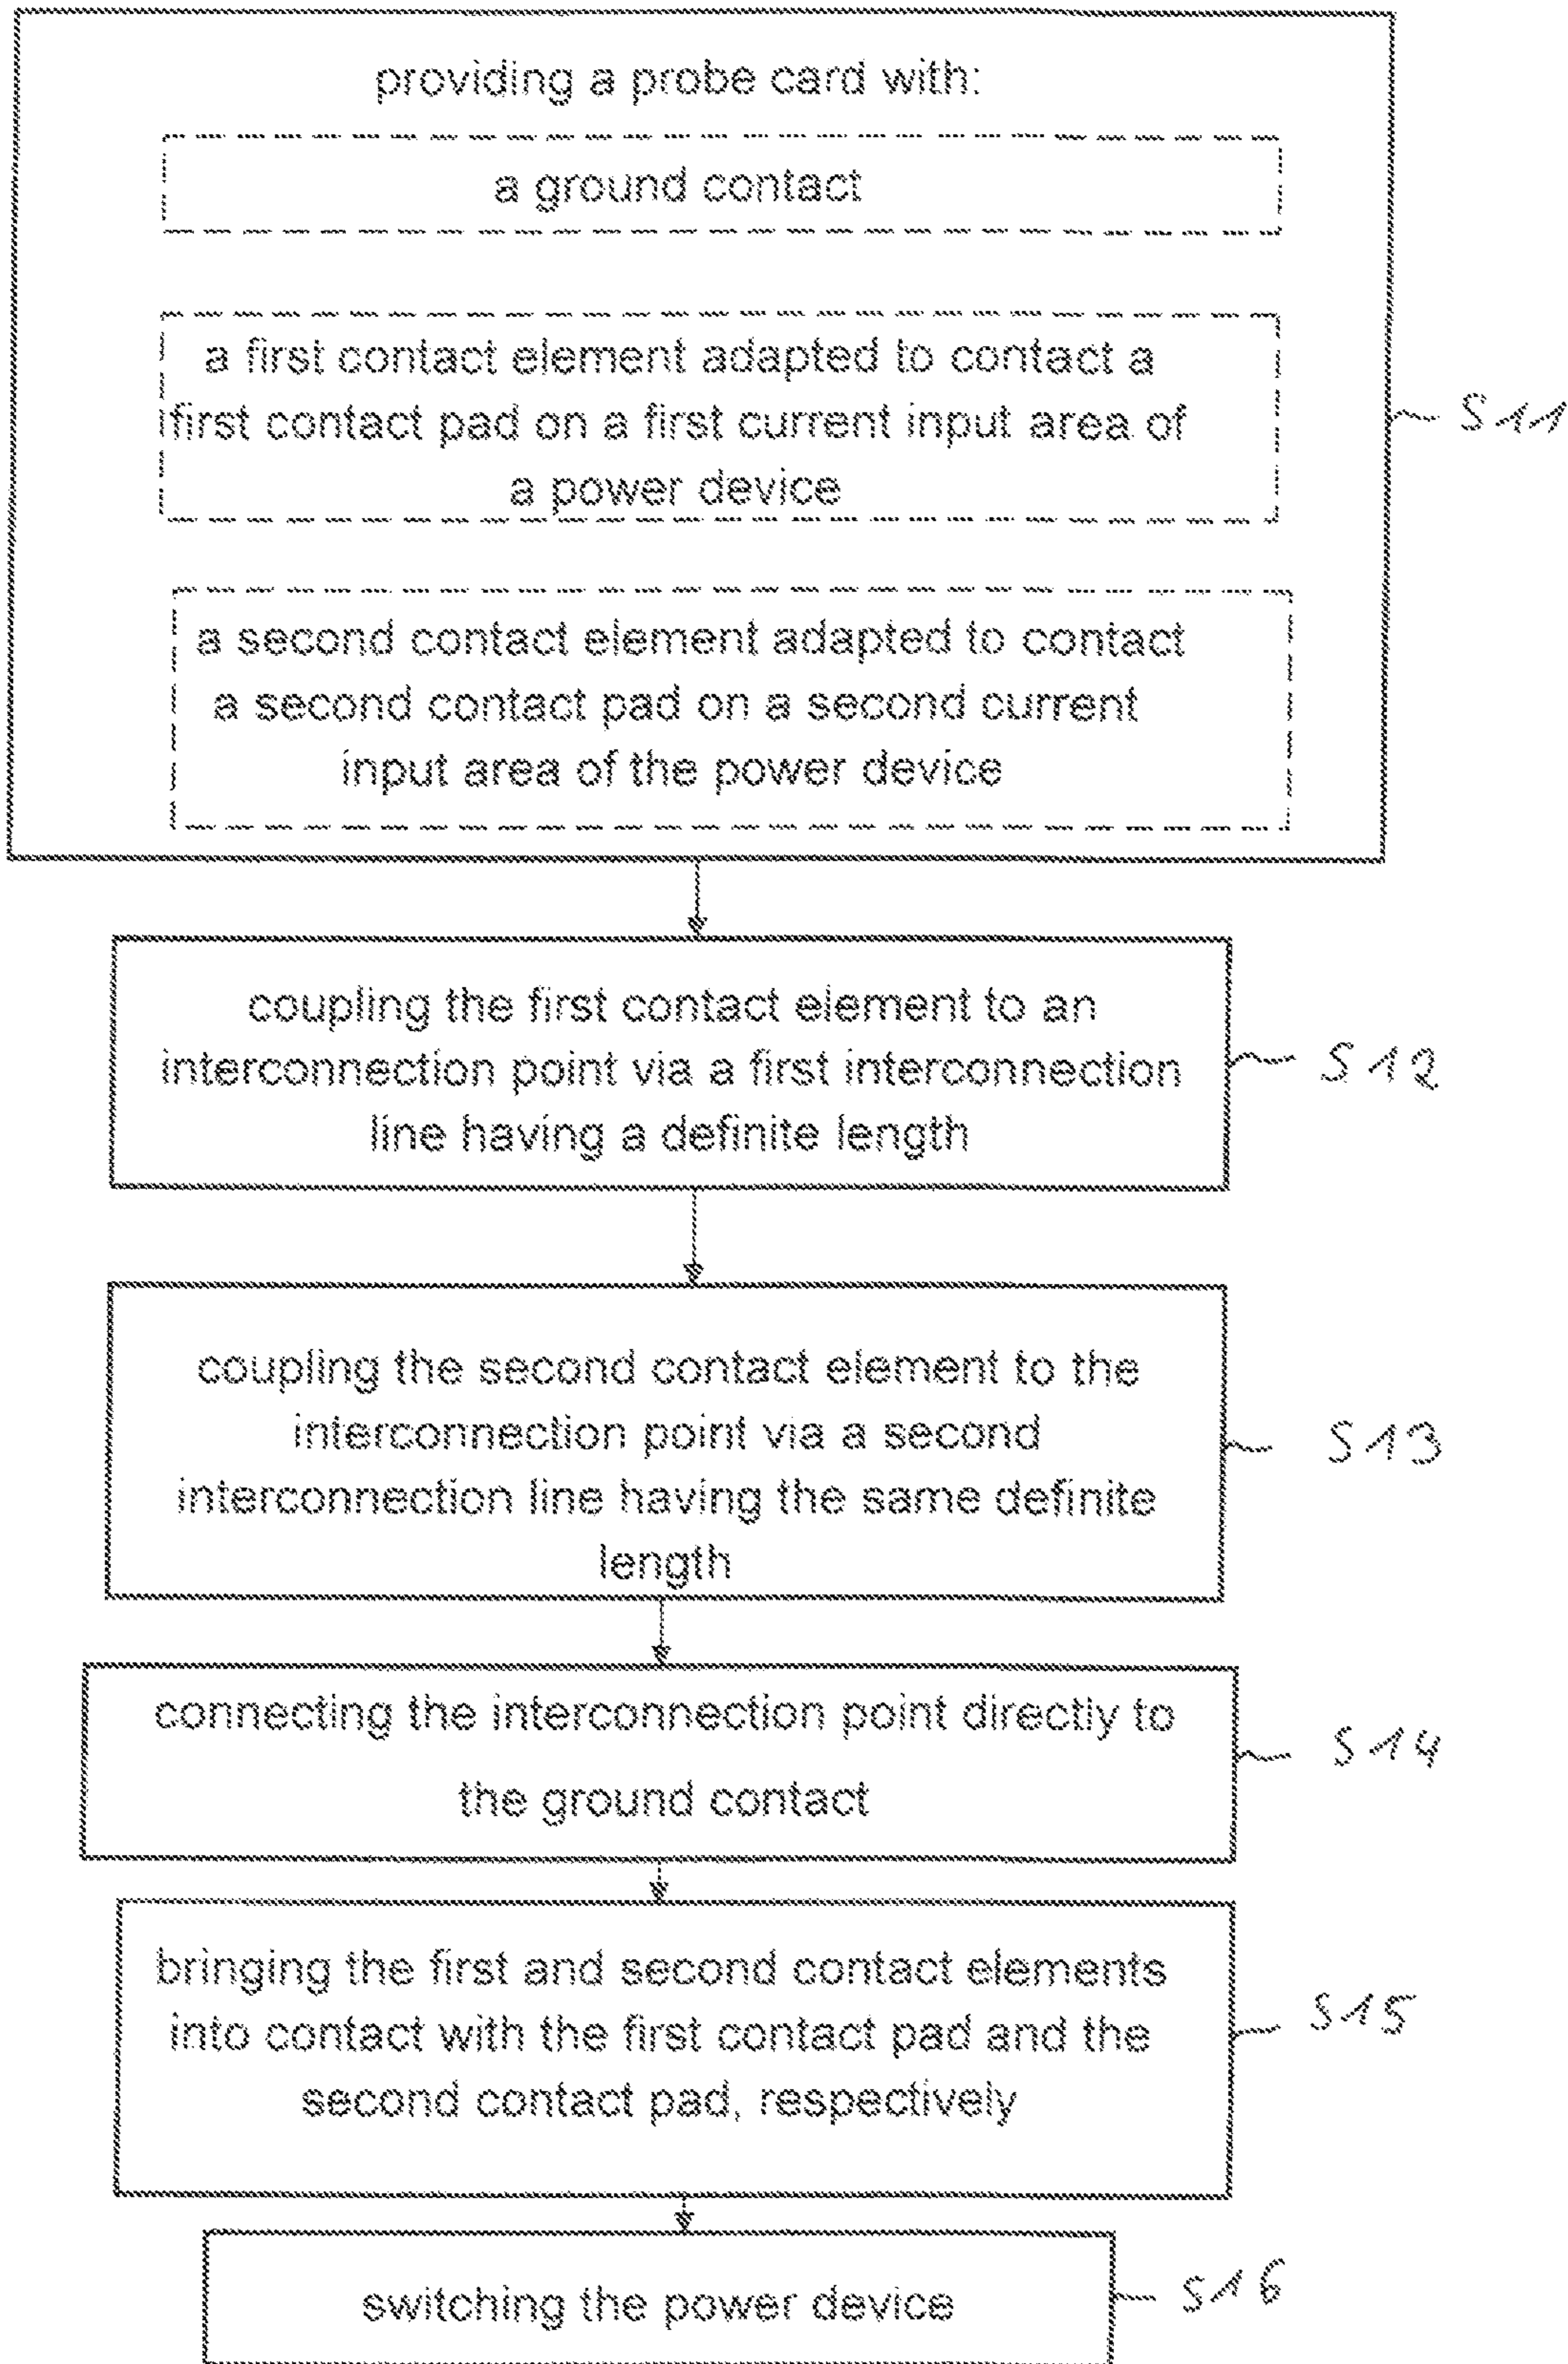 providing a probe card with:
a ground contact
a first contact element adapted to contact a
first contact pad on a first current input area of
a power device
S11
a second contact element adapted to contact
a second contact pad on a second current
input area of the power device
coupling the first contact element to an
interconnection point via a first interconnection
line having a definite length
S12
coupling the second contact element to the
interconnection point via a second
interconnection line having the same definite
length
S13
connecting the interconnection point directly to
the ground contact
S14
bringing the first and second contact elements
into contact with the first contact pad and the
second contact pad, respectively
S15
switching the power device
S16